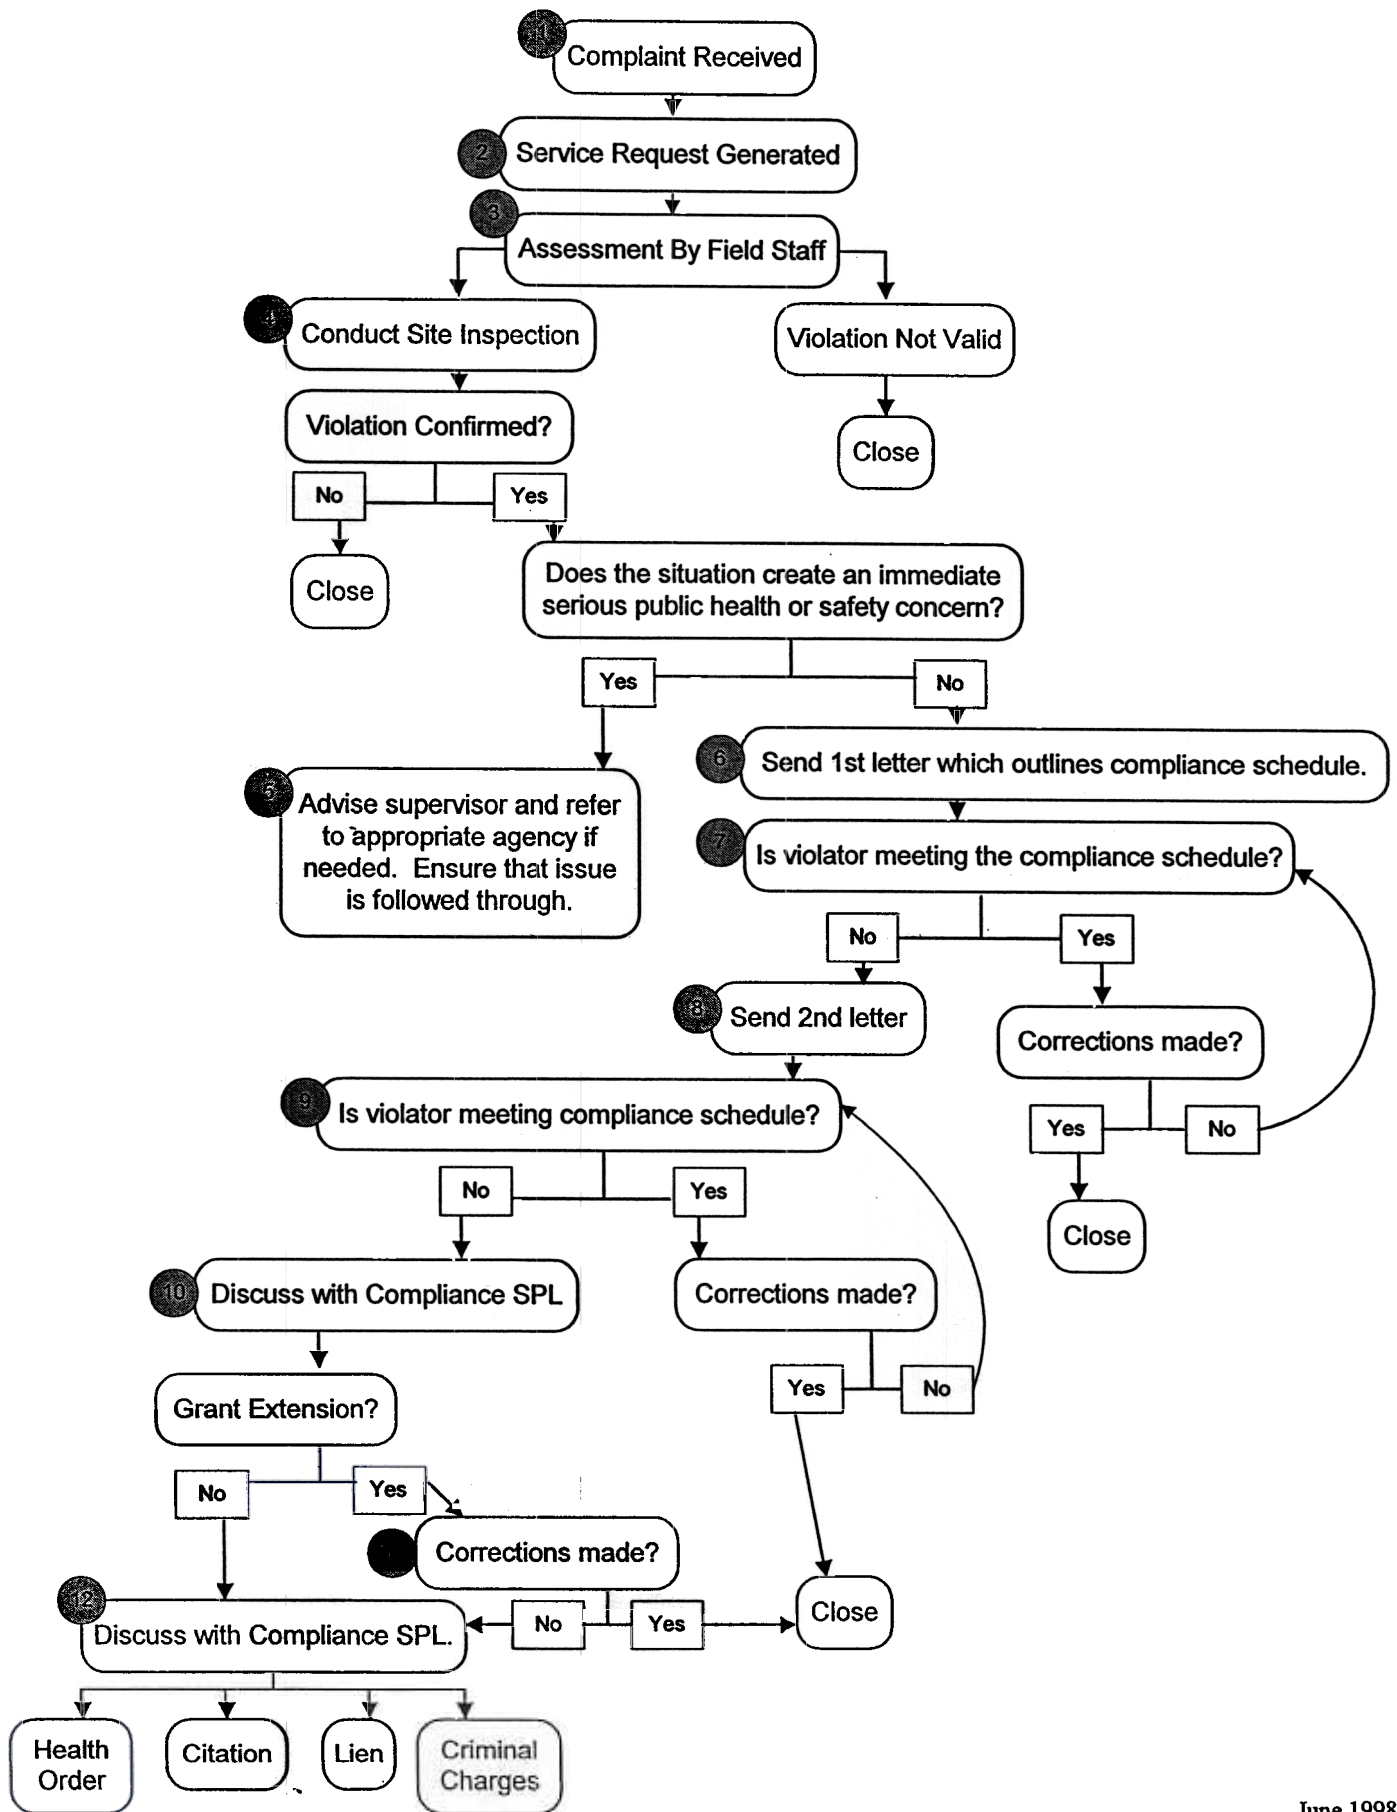 1
Complaint Received
2
Service Request Generated
3
Assessment By Field Staff
4
Conduct Site Inspection
Violation Not Valid
Violation Confirmed?
Close
No
Yes
Close
Does the situation create an immediate
serious public health or safety concern?
Yes
No
5
Advise supervisor and refer
to appropriate agency if
needed. Ensure that issue
is followed through.
6
Send 1st letter which outlines compliance schedule.
7
Is violator meeting the compliance schedule?
No
Yes
8
Send 2nd letter
Corrections made?
Yes
No
Close
9
Is violator meeting compliance schedule?
No
Yes
10
Discuss with Compliance SPL
Corrections made?
Yes
No
Grant Extension?
No
Yes
Corrections made?
No
Yes
Close
12
Discuss with Compliance SPL.
Health
Order
Citation
Lien
Criminal
Charges
June 1998